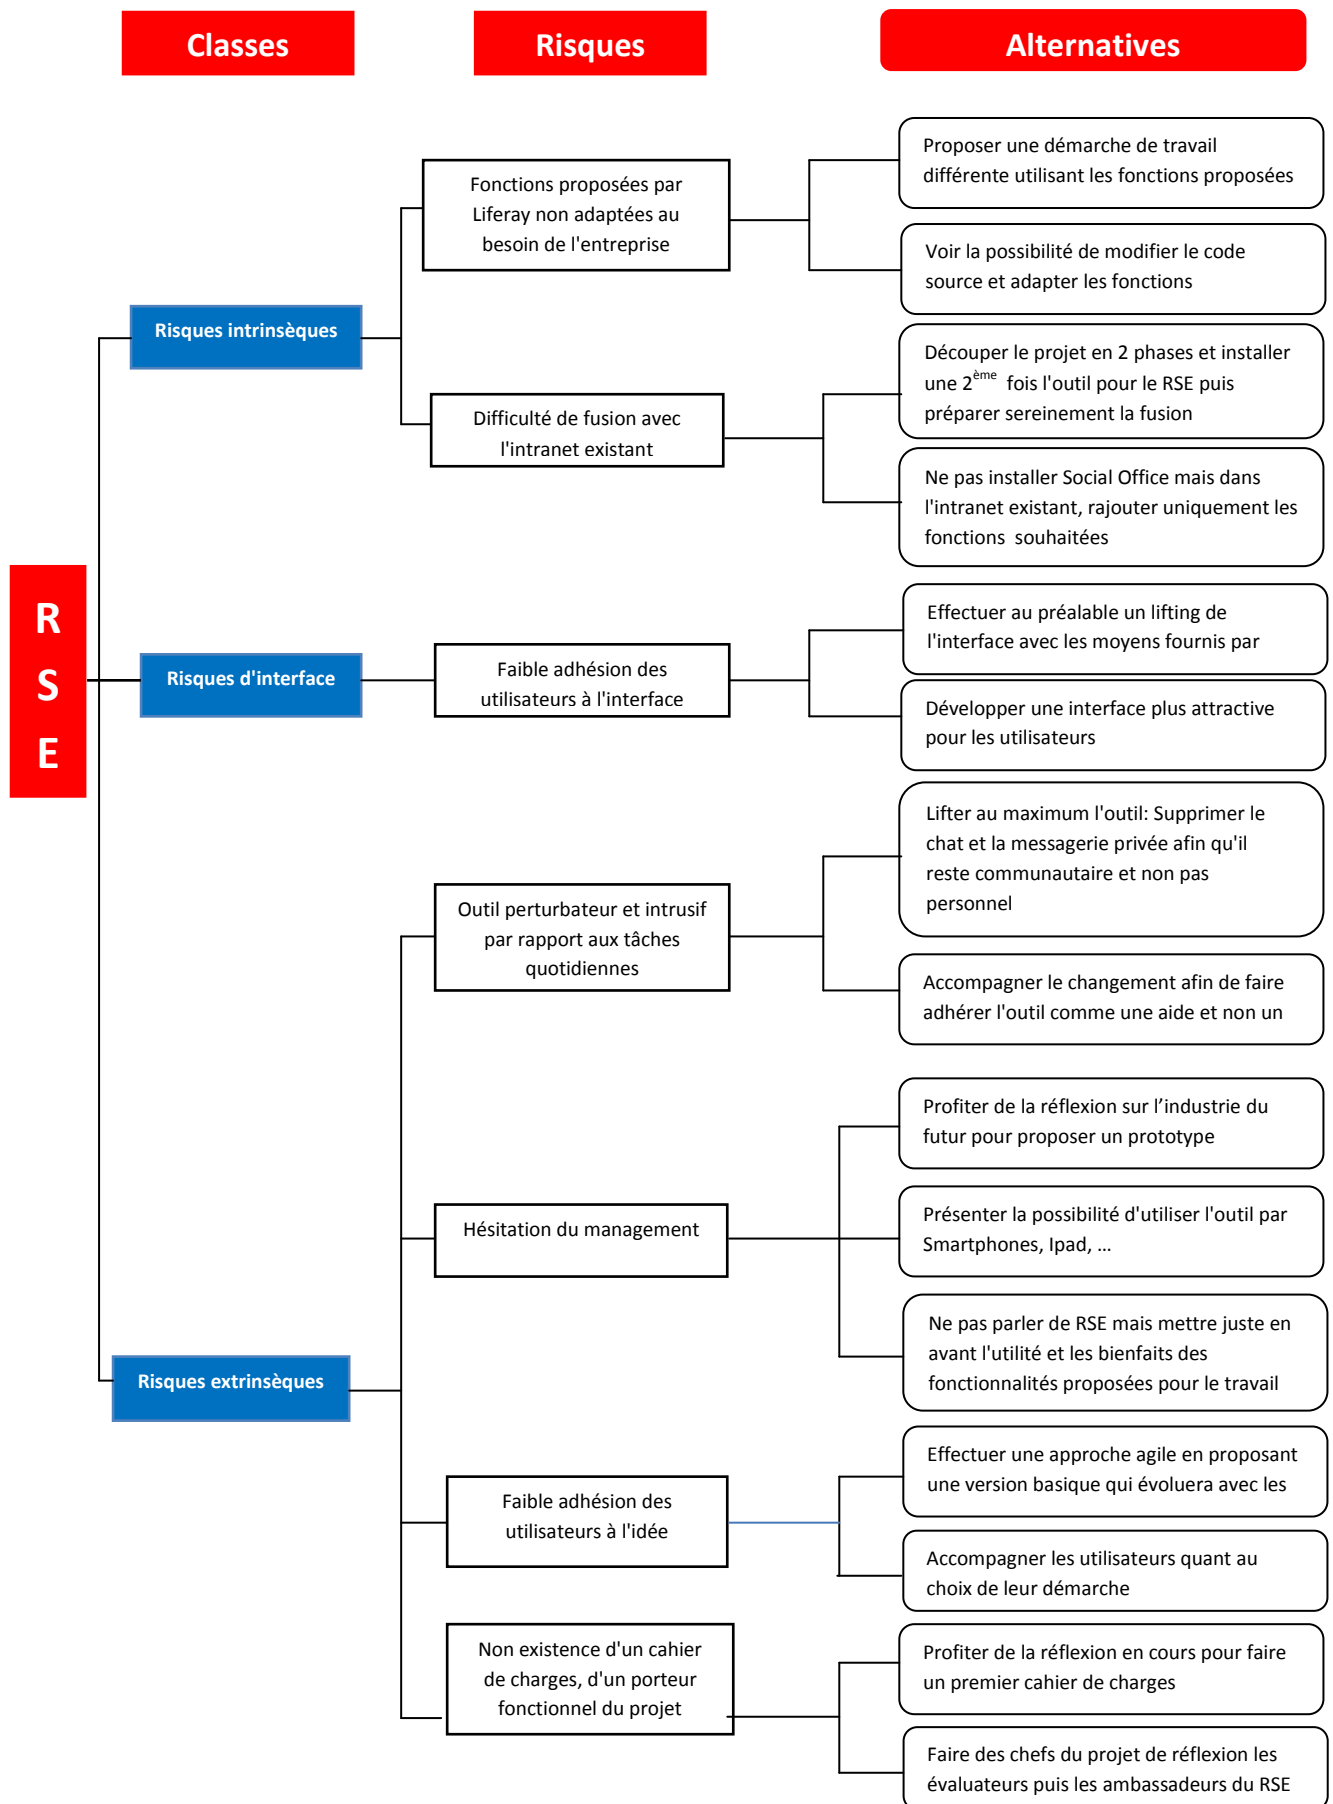 Classes
Risques
Alternatives
R
S
E
Risques intrinsèques
Fonctions proposées par
Liferay non adaptées au
besoin de l'entreprise
Proposer une démarche de travail
différente utilisant les fonctions proposées
Voir la possibilité de modifier le code
source et adapter les fonctions
Difficulté de fusion avec
l'intranet existant
Découper le projet en 2 phases et installer
une 2ème fois l'outil pour le RSE puis
préparer sereinement la fusion
Ne pas installer Social Office mais dans
l'intranet existant, rajouter uniquement les
fonctions souhaitées
Risques d'interface
Faible adhésion des
utilisateurs à l'interface
Effectuer au préalable un lifting de
l'interface avec les moyens fournis par
Développer une interface plus attractive
pour les utilisateurs
Risques extrinsèques
Outil perturbateur et intrusif
par rapport aux tâches
quotidiennes
Lifter au maximum l'outil: Supprimer le
chat et la messagerie privée afin qu'il
reste communautaire et non pas
personnel
Accompagner le changement afin de faire
adhérer l'outil comme une aide et non un
Hésitation du management
Profiter de la réflexion sur l’industrie du
futur pour proposer un prototype
Présenter la possibilité d'utiliser l'outil par
Smartphones, Ipad, …
Ne pas parler de RSE mais mettre juste en
avant l'utilité et les bienfaits des
fonctionnalités proposées pour le travail
Faible adhésion des
utilisateurs à l'idée
Effectuer une approche agile en proposant
une version basique qui évoluera avec les
Accompagner les utilisateurs quant au
choix de leur démarche
Non existence d'un cahier
de charges, d'un porteur
fonctionnel du projet
Profiter de la réflexion en cours pour faire
un premier cahier de charges
Faire des chefs du projet de réflexion les
évaluateurs puis les ambassadeurs du RSE